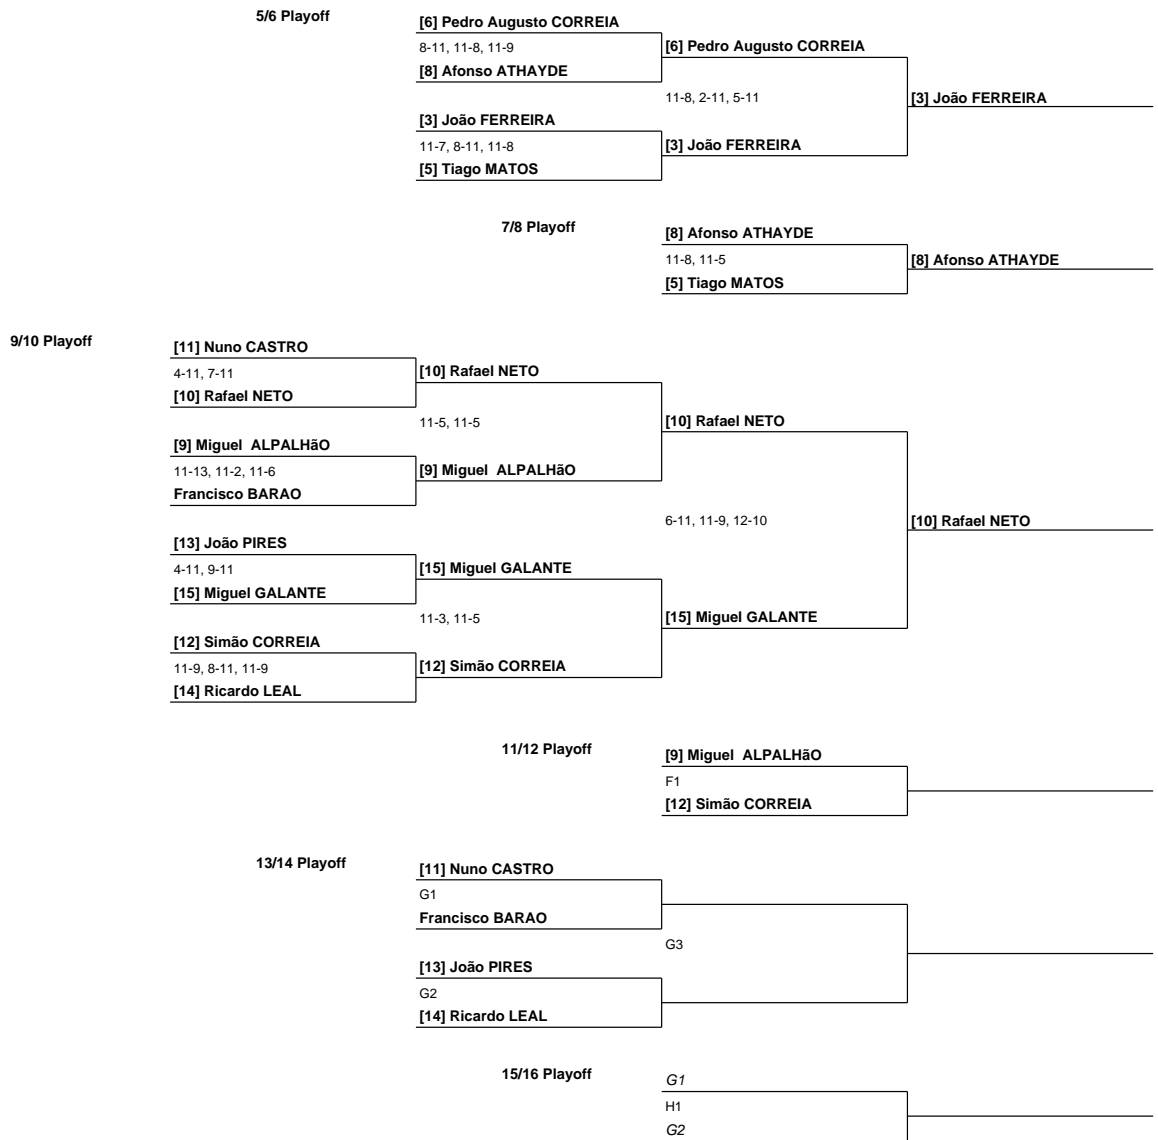 5/6 Playoff
[6] Pedro Augusto CORREIA
8-11, 11-8, 11-9
[6] Pedro Augusto CORREIA
[8] Afonso ATHAYDE
11-8, 2-11, 5-11
[3] João FERREIRA
[3] João FERREIRA
11-7, 8-11, 11-8
[3] João FERREIRA
[5] Tiago MATOS
7/8 Playoff
[8] Afonso ATHAYDE
11-8, 11-5
[8] Afonso ATHAYDE
[5] Tiago MATOS
9/10 Playoff
[11] Nuno CASTRO
4-11, 7-11
[10] Rafael NETO
[10] Rafael NETO
11-5, 11-5
[10] Rafael NETO
[9] Miguel  ALPALHãO
11-13, 11-2, 11-6
[9] Miguel  ALPALHãO
Francisco BARAO
6-11, 11-9, 12-10
[10] Rafael NETO
[13] João PIRES
4-11, 9-11
[15] Miguel GALANTE
[15] Miguel GALANTE
11-3, 11-5
[15] Miguel GALANTE
[12] Simão CORREIA
11-9, 8-11, 11-9
[12] Simão CORREIA
[14] Ricardo LEAL
11/12 Playoff
[9] Miguel  ALPALHãO
F1
[12] Simão CORREIA
13/14 Playoff
[11] Nuno CASTRO
G1
Francisco BARAO
G3
[13] João PIRES
G2
[14] Ricardo LEAL
15/16 Playoff
G1
H1
G2